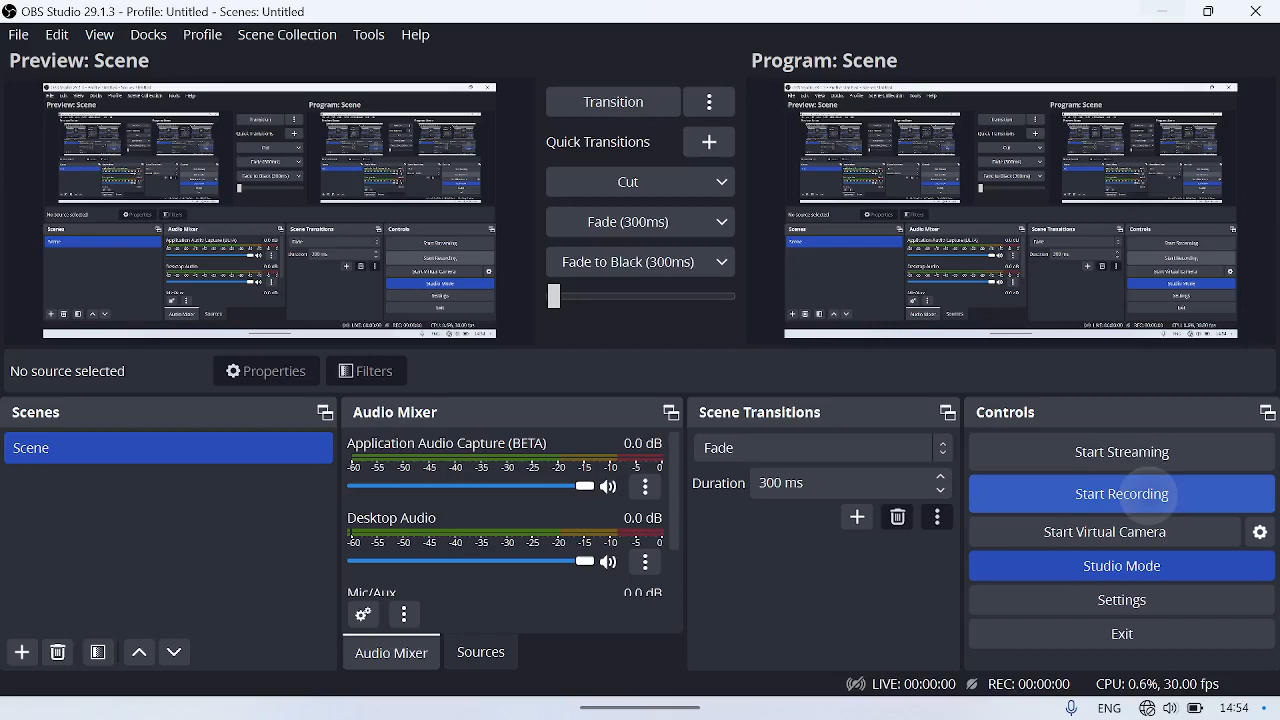 OBS Studio 29.1.3 - Profile: Untitled - Scenes: Untitled
File Edit View Docks Profile Scene Collection Tools Help
Preview: Scene
Program: Scene
Transition
Quick Transitions
Cut
Fade (300ms)
Fade to Black (300ms)
No source selected
Properties
Filters
Scenes
Scene
Audio Mixer
Application Audio Capture (BETA) 0.0 dB
-60 -55 -50 -45 -40 -35 -30 -25 -20 -15 -10 -5 0
Desktop Audio 0.0 dB
-60 -55 -50 -45 -40 -35 -30 -25 -20 -15 -10 -5 0
Mic/Aux 0.0 dB
Audio Mixer
Sources
Scene Transitions
Fade
Duration 300 ms
Controls
Start Streaming
Start Recording
Start Virtual Camera
Studio Mode
Settings
Exit
LIVE: 00:00:00 REC: 00:00:00 CPU: 0.6%, 30.00 fps
ENG 14:54